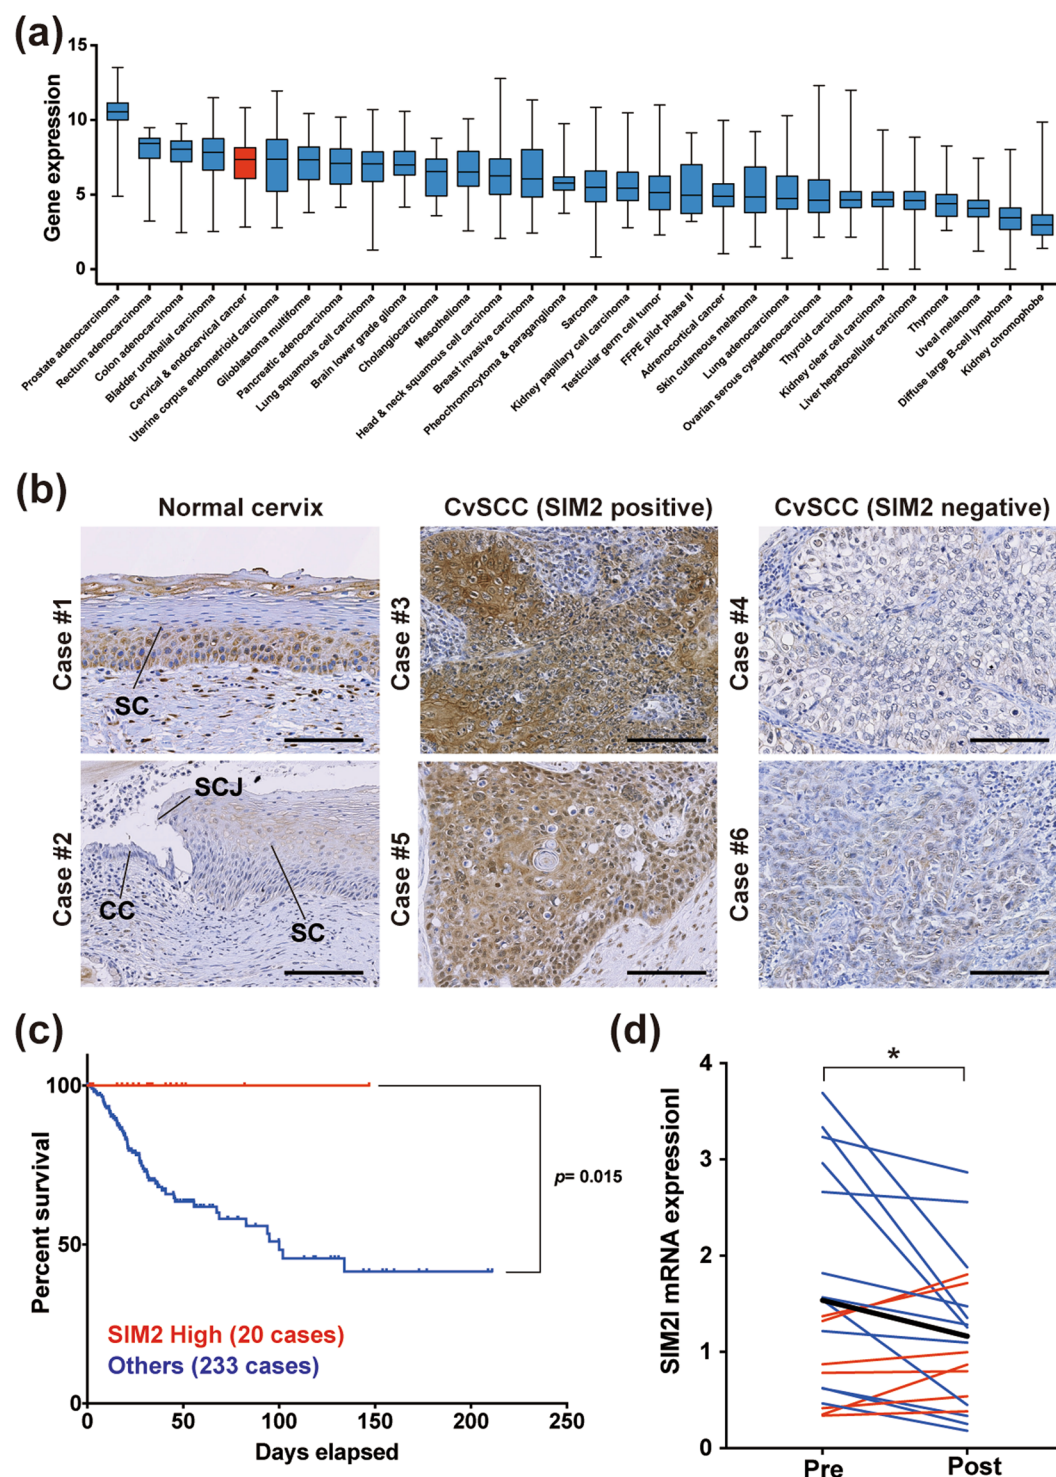 (a)
Gene expression
15
10
5
0
Prostate adenocarcinoma
Rectum adenocarcinoma
Colon adenocarcinoma
Bladder urothelial carcinoma
Cervical & endocervical cancer
Uterine corpus endometrioid carcinoma
Glioblastoma multiforme
Pancreatic adenocarcinoma
Lung squamous cell carcinoma
Brain lower grade glioma
Cholangiocarcinoma
Mesothelioma
Head & neck squamous cell carcinoma
Breast invasive carcinoma
Pheochromocytoma & paraganglioma
Sarcoma
Kidney papillary cell carcinoma
Testicular germ cell tumor
FFPE pilot phase II
Adrenocortical cancer
Skin cutaneous melanoma
Lung adenocarcinoma
Ovarian serous cystadenocarcinoma
Thyroid carcinoma
Kidney clear cell carcinoma
Liver hepatocellular carcinoma
Thymoma
Uveal melanoma
Diffuse large B-cell lymphoma
Kidney chromophobe
(b)
Normal cervix
CvSCC (SIM2 positive)
CvSCC (SIM2 negative)
Case #1
SC
Case #3
Case #4
Case #2
SCJ
CC
SC
Case #5
Case #6
(c)
Percent survival
100
50
0
p= 0.015
SIM2 High (20 cases)
Others (233 cases)
0 50 100 150 200 250
Days elapsed
(d)
SIM2l mRNA expressionl
4
3
2
1
0
*
Pre Post